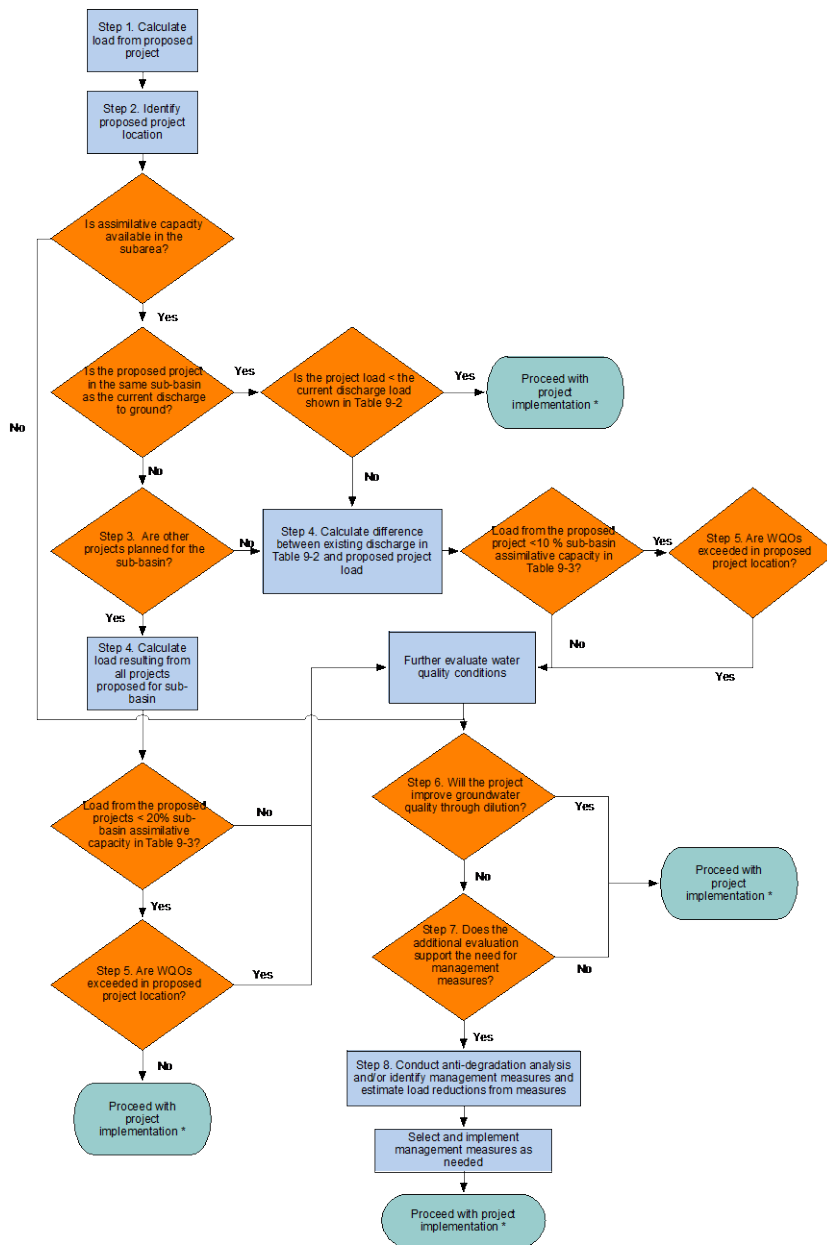 Step 1. Calculate
load from proposed
project
Step 2. Identify
proposed project
location
Is assimilative capacity
available in the
subarea?
Yes
Is the proposed project
in the same sub-basin
as the current discharge
to ground?
Yes
Is the project load < the
current discharge load
shown in Table 9-2
Yes
Proceed with
project
implementation *
No
No
No
Step 3. Are other
projects planned for the
sub-basin?
No
Step 4. Calculate difference
between existing discharge in
Table 9-2 and proposed project
load
Load from the proposed
project <10 % sub-basin
assimilative capacity in
Table 9-3?
Yes
Step 5. Are WQOs
exceeded in proposed
project location?
Yes
Step 4. Calculate
load resulting from
all projects
proposed for sub-
basin
Further evaluate water
quality conditions
No
Yes
Load from the proposed
projects < 20% sub-
basin assimilative
capacity in Table 9-3?
No
Step 6. Will the project
improve groundwater
quality through dilution?
Yes
Proceed with
project
implementation *
Yes
No
Step 5. Are WQOs
exceeded in proposed
project location?
Yes
Step 7. Does the
additional evaluation
support the need for
management
measures?
No
No
Yes
Proceed with
project
implementation *
Step 8. Conduct anti-degradation analysis
and/or identify management measures and
estimate load reductions from measures
Select and implement
management measures as
needed
Proceed with project
implementation *